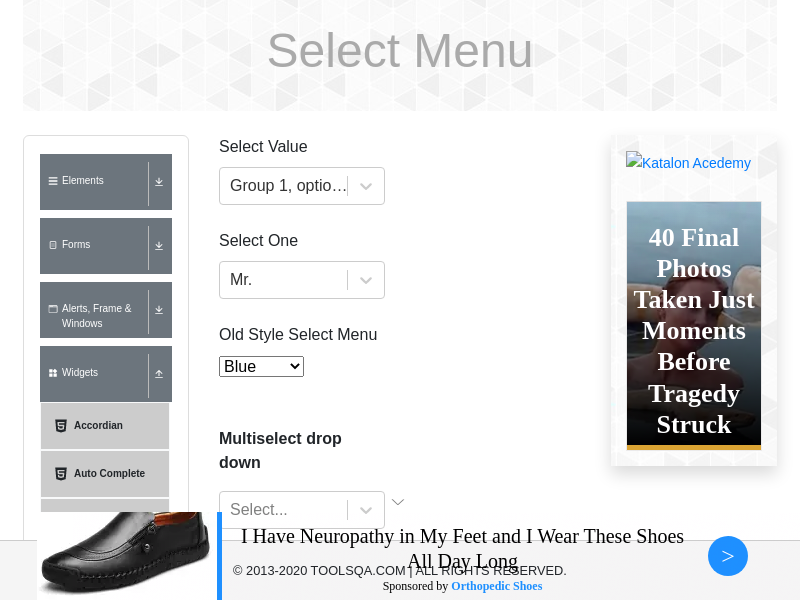 Select Menu
Elements
Forms
Alerts, Frame &
Windows
Widgets
Accordian
Auto Complete
Select Value
Group 1, optio...
Select One
Mr.
Old Style Select Menu
Blue
Multiselect drop
down
Select...
Katalon Acedemy
40 Final
Photos
Taken Just
Moments
Before
Tragedy
Struck
I Have Neuropathy in My Feet and I Wear These Shoes
All Day Long
Sponsored by Orthopedic Shoes
>
© 2013-2020 TOOLSQA.COM | ALL RIGHTS RESERVED.